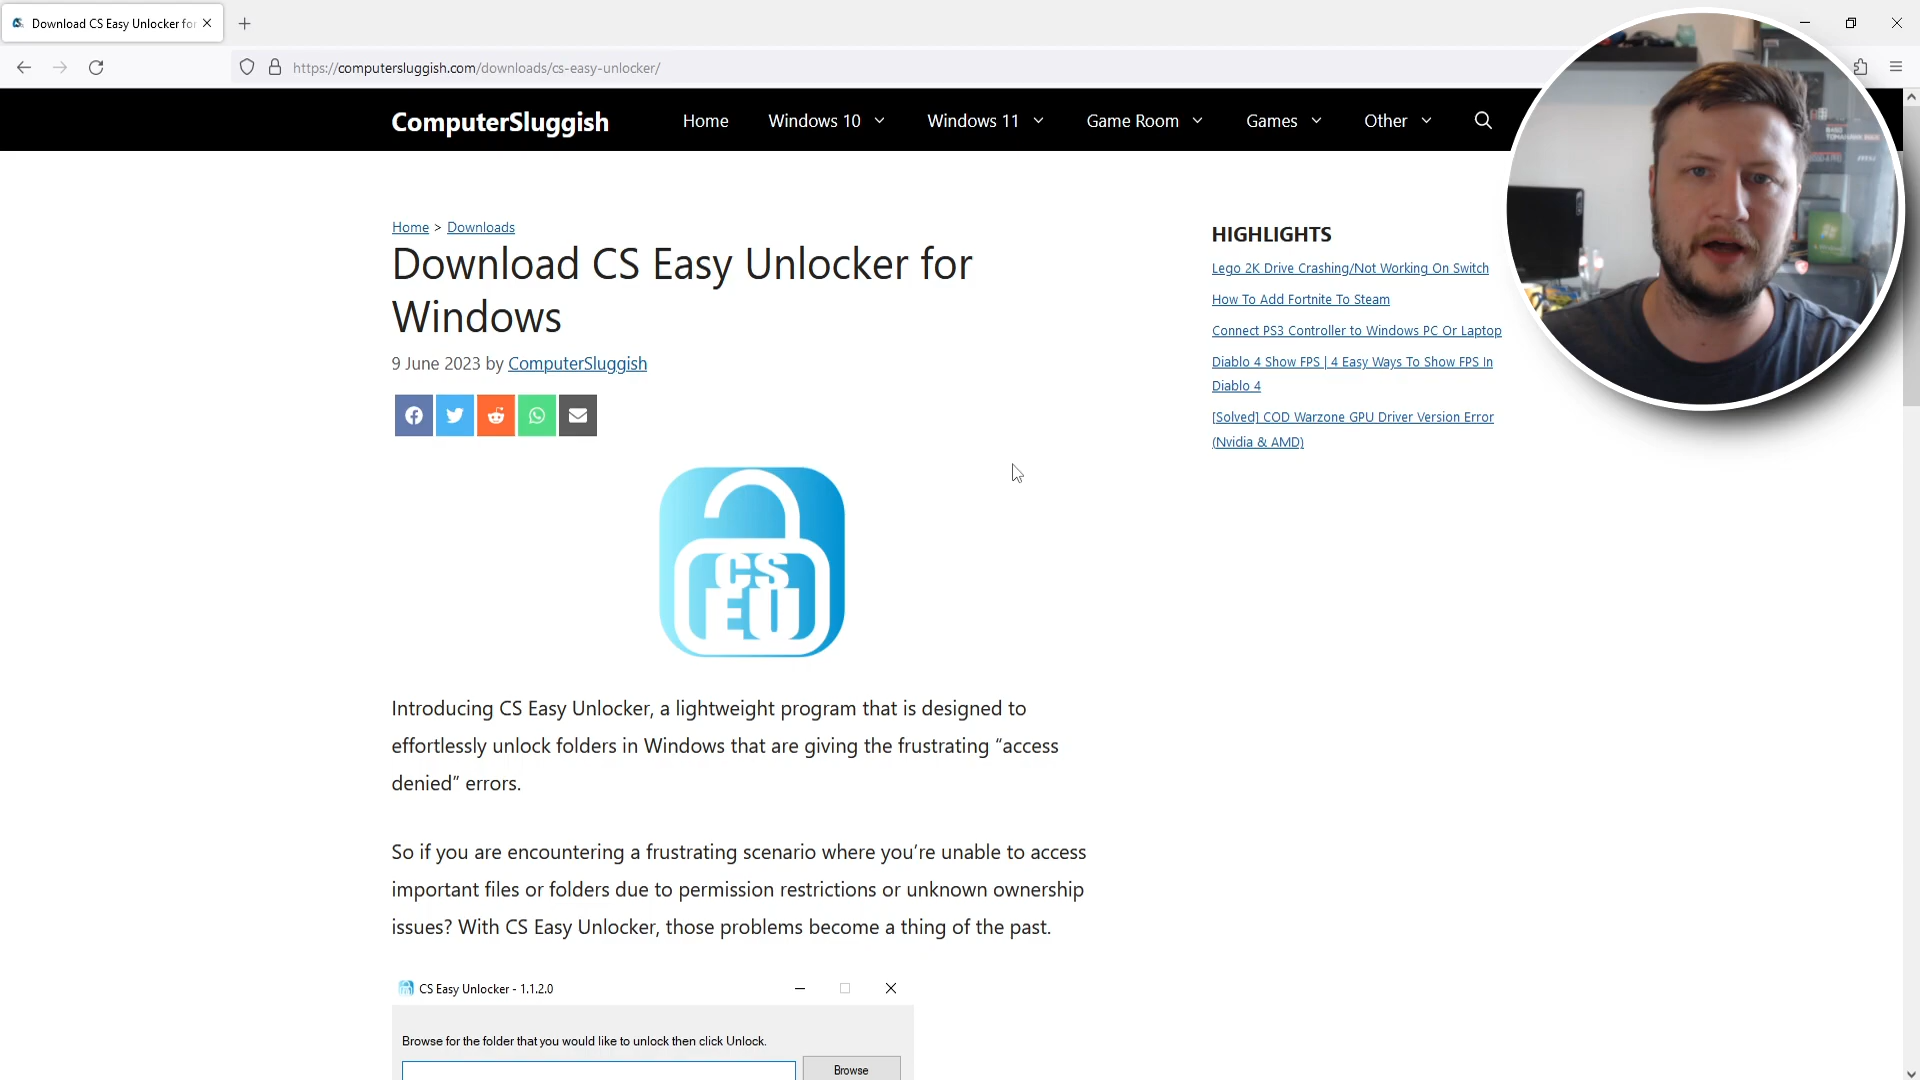 Download CS Easy Unlocker for
https://computersluggish.com/downloads/cs-easy-unlocker/
ComputerSluggish
Home
Windows 10
Windows 11
Game Room
Games
Other
Home > Downloads
Download CS Easy Unlocker for
Windows
9 June 2023 by ComputerSluggish
CS
EU
Introducing CS Easy Unlocker, a lightweight program that is designed to
effortlessly unlock folders in Windows that are giving the frustrating “access
denied” errors.
So if you are encountering a frustrating scenario where you’re unable to access
important files or folders due to permission restrictions or unknown ownership
issues? With CS Easy Unlocker, those problems become a thing of the past.
CS Easy Unlocker - 1.1.2.0
Browse for the folder that you would like to unlock then click Unlock.
Browse
HIGHLIGHTS
Lego 2K Drive Crashing/Not Working On Switch
How To Add Fortnite To Steam
Connect PS3 Controller to Windows PC Or Laptop
Diablo 4 Show FPS | 4 Easy Ways To Show FPS In
Diablo 4
[Solved] COD Warzone GPU Driver Version Error
(Nvidia & AMD)